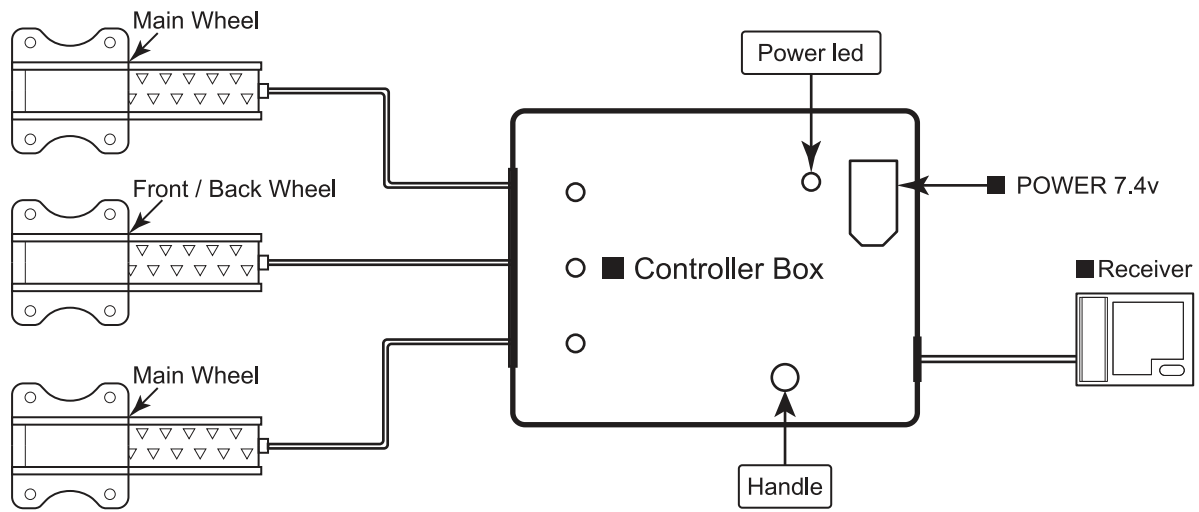 Main Wheel
Power led
Front / Back Wheel
POWER 7.4v
Controller Box
Receiver
Main Wheel
Handle